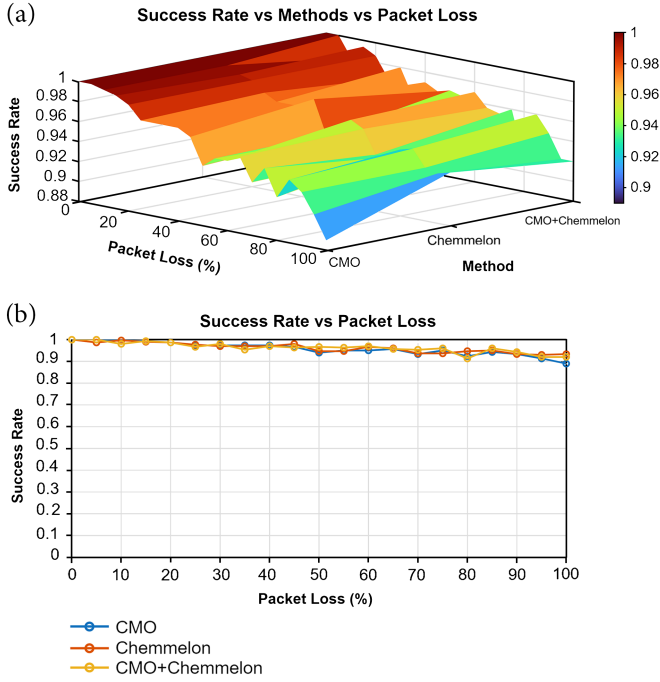 (a)
Success Rate vs Methods vs Packet Loss
Success Rate
1
0.98
0.96
0.94
0.92
0.9
0.88
0
20
40
60
80
100
Packet Loss (%)
CMO
Chemmelon
CMO+Chemmelon
Method
1
0.98
0.96
0.94
0.92
0.9
(b)
Success Rate vs Packet Loss
Success Rate
1
0.9
0.8
0.7
0.6
0.5
0.4
0.3
0.2
0.1
0
0 10 20 30 40 50 60 70 80 90 100
Packet Loss (%)
CMO
Chemmelon
CMO+Chemmelon